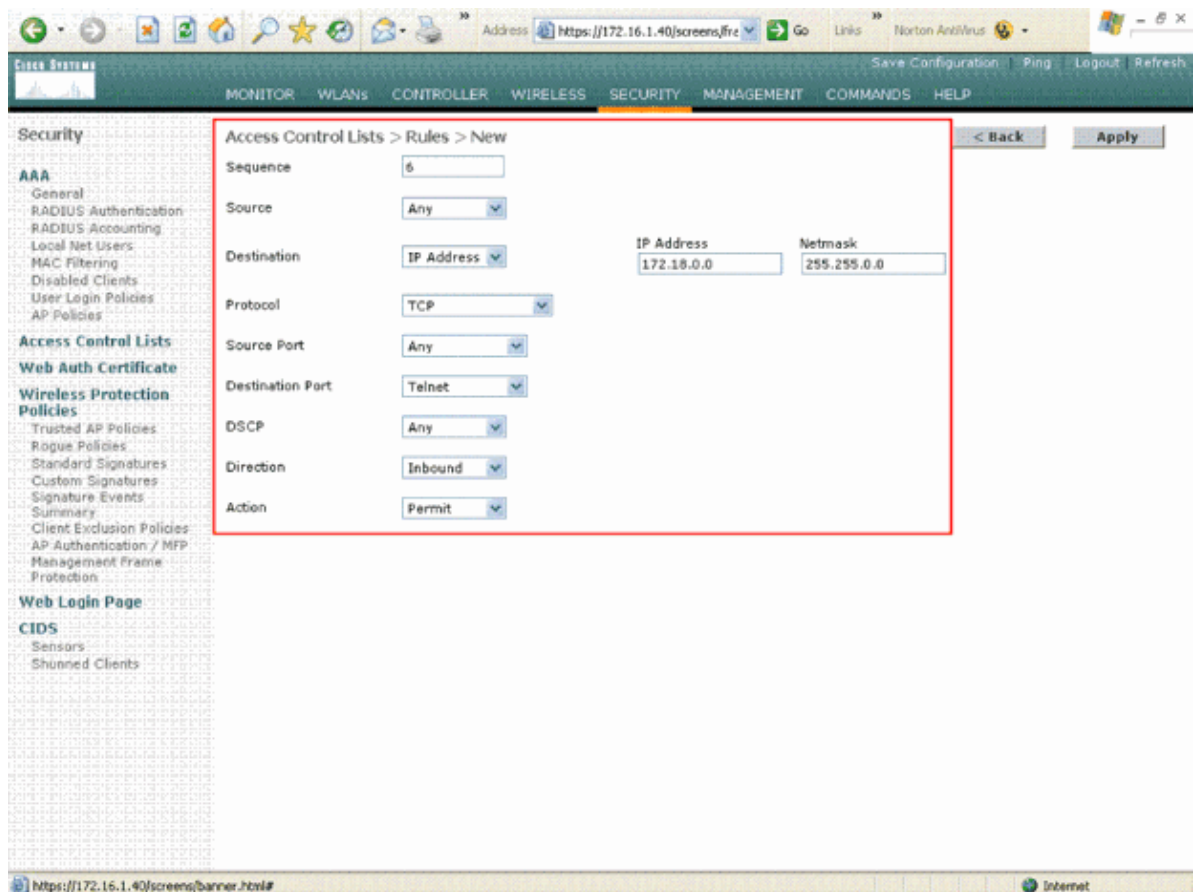 Address https://172.16.1.40/screens/fra Go Links Norton AntiVirus
CISCO SYSTEMS
Save Configuration Ping Logout Refresh
MONITOR WLANs CONTROLLER WIRELESS SECURITY MANAGEMENT COMMANDS HELP
Security
AAA
General
RADIUS Authentication
RADIUS Accounting
Local Net Users
MAC Filtering
Disabled Clients
User Login Policies
AP Policies
Access Control Lists
Web Auth Certificate
Wireless Protection
Policies
Trusted AP Policies
Rogue Policies
Standard Signatures
Custom Signatures
Signature Events
Summary
Client Exclusion Policies
AP Authentication / MFP
Management Frame
Protection
Web Login Page
CIDS
Sensors
Shunned Clients
Access Control Lists > Rules > New
< Back Apply
Sequence 6
Source Any
IP Address Netmask
Destination IP Address 172.18.0.0 255.255.0.0
Protocol TCP
Source Port Any
Destination Port Telnet
DSCP Any
Direction Inbound
Action Permit
https://172.16.1.40/screens/banner.html# Internet